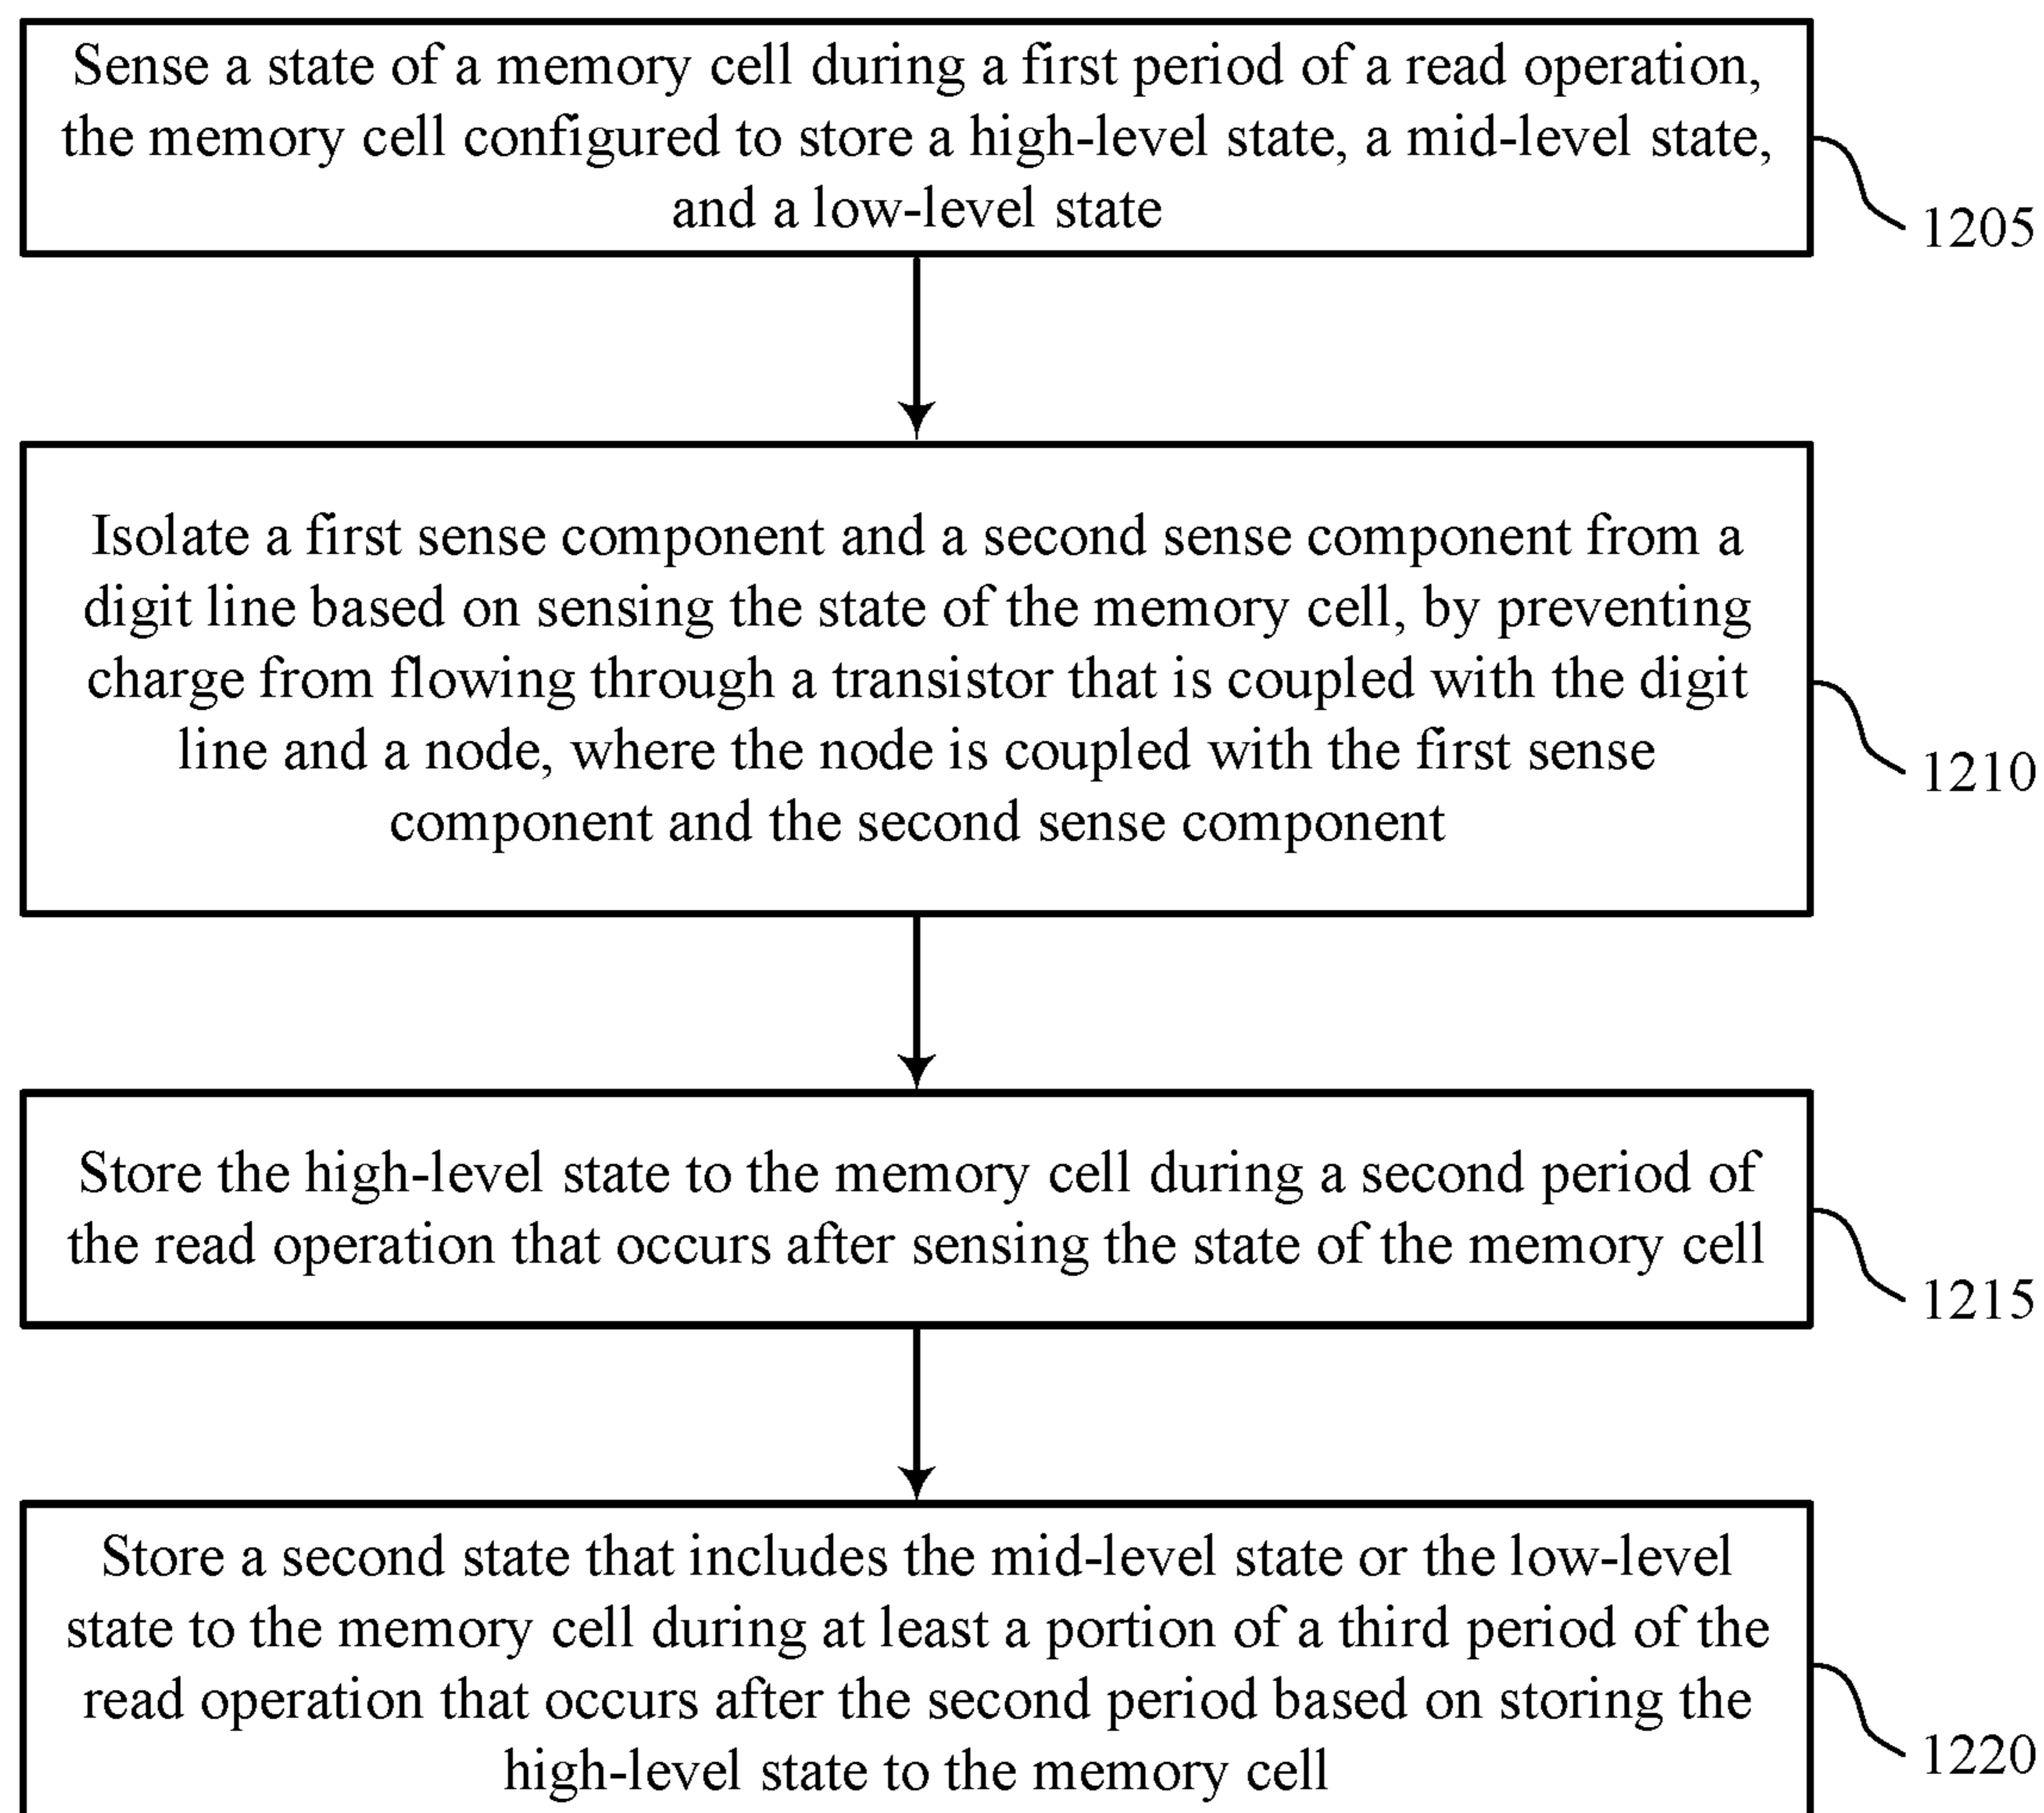 Sense a state of a memory cell during a first period of a read operation,
the memory cell configured to store a high-level state, a mid-level state,
and a low-level state
1205
Isolate a first sense component and a second sense component from a
digit line based on sensing the state of the memory cell, by preventing
charge from flowing through a transistor that is coupled with the digit
line and a node, where the node is coupled with the first sense
component and the second sense component
1210
Store the high-level state to the memory cell during a second period of
the read operation that occurs after sensing the state of the memory cell
1215
Store a second state that includes the mid-level state or the low-level
state to the memory cell during at least a portion of a third period of the
read operation that occurs after the second period based on storing the
high-level state to the memory cell
1220